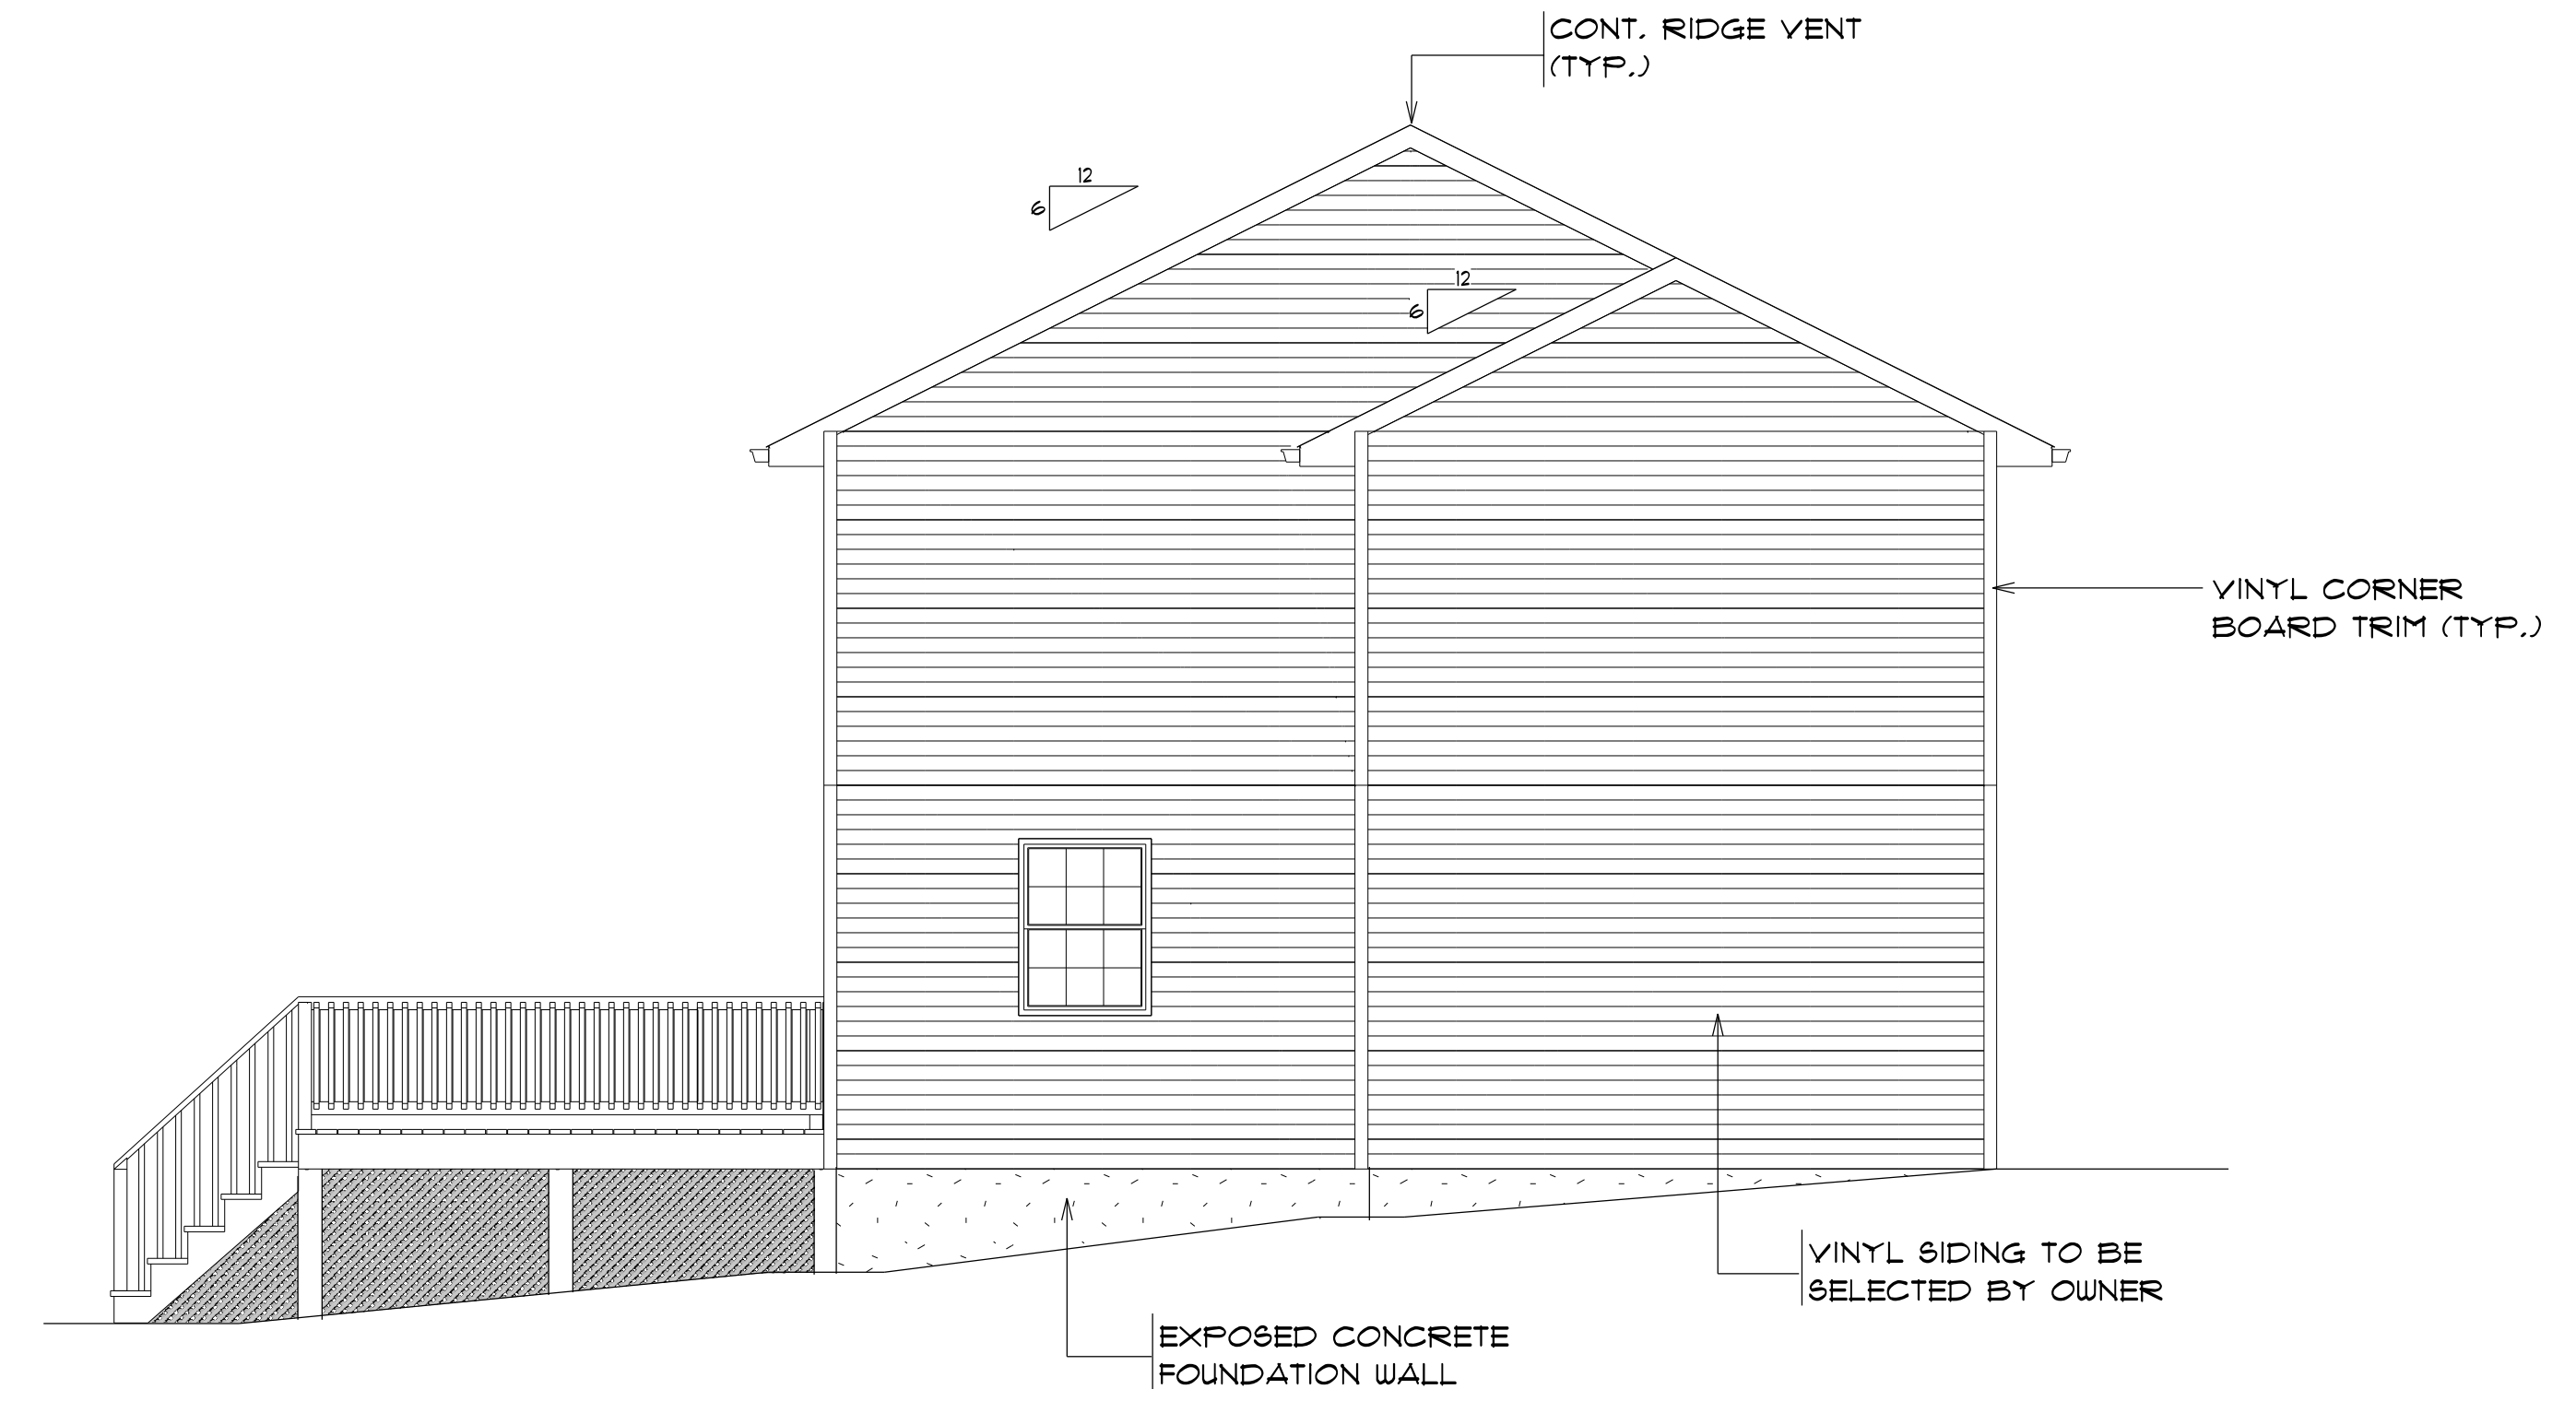 CONT. RIDGE VENT
(TYP.)
12
6
12
6
VINYL CORNER
BOARD TRIM (TYP.)
VINYL SIDING TO BE
SELECTED BY OWNER
EXPOSED CONCRETE
FOUNDATION WALL